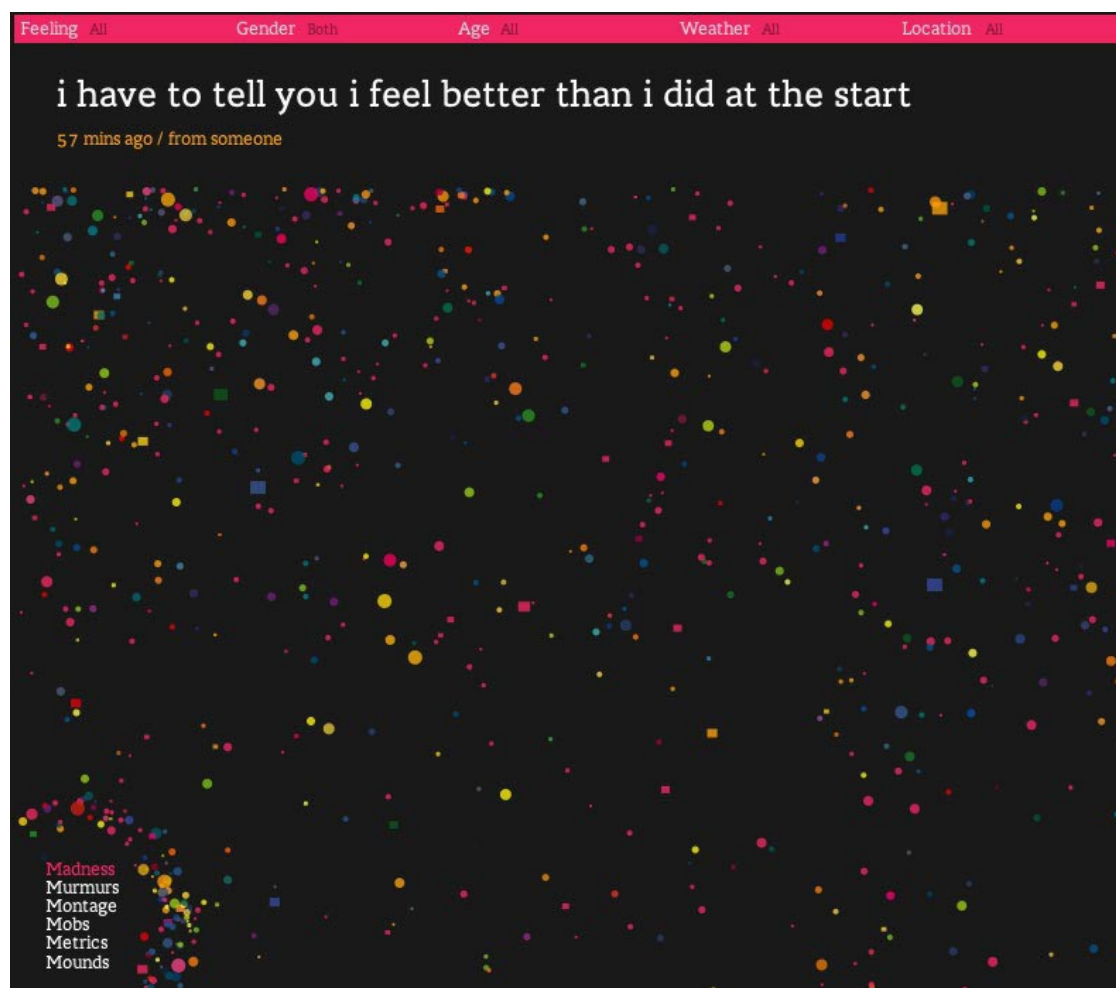 Feeling All Gender Both Age All Weather All Location All
i have to tell you i feel better than i did at the start
57 mins ago / from someone
Madness
Murmurs
Montage
Mobs
Metrics
Mounds